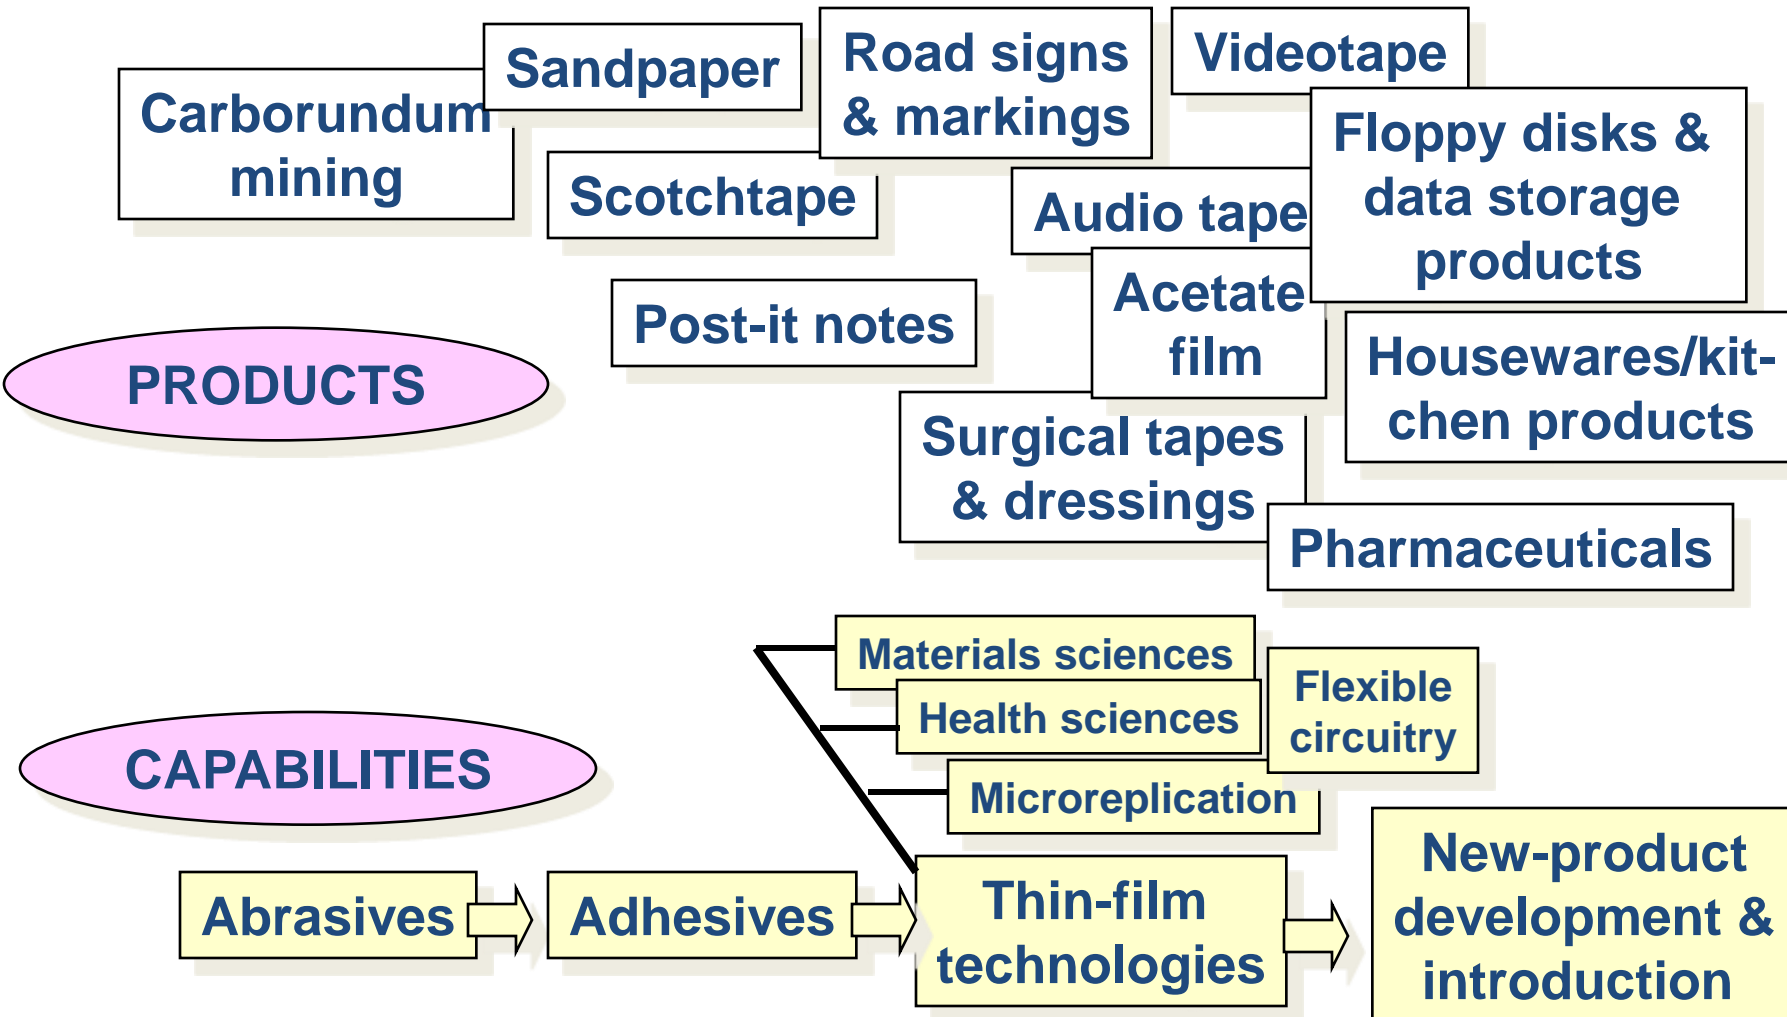 Carborundum
mining
Sandpaper
Scotchtape
Road signs
& markings
Videotape
Floppy disks &
data storage
products
Audio tape
Acetate
film
Post-it notes
Housewares/kit-
chen products
PRODUCTS
Surgical tapes
& dressings
Pharmaceuticals
Materials sciences
Health sciences
Flexible
circuitry
Microreplication
CAPABILITIES
Abrasives
Adhesives
Thin-film
technologies
New-product
development &
introduction